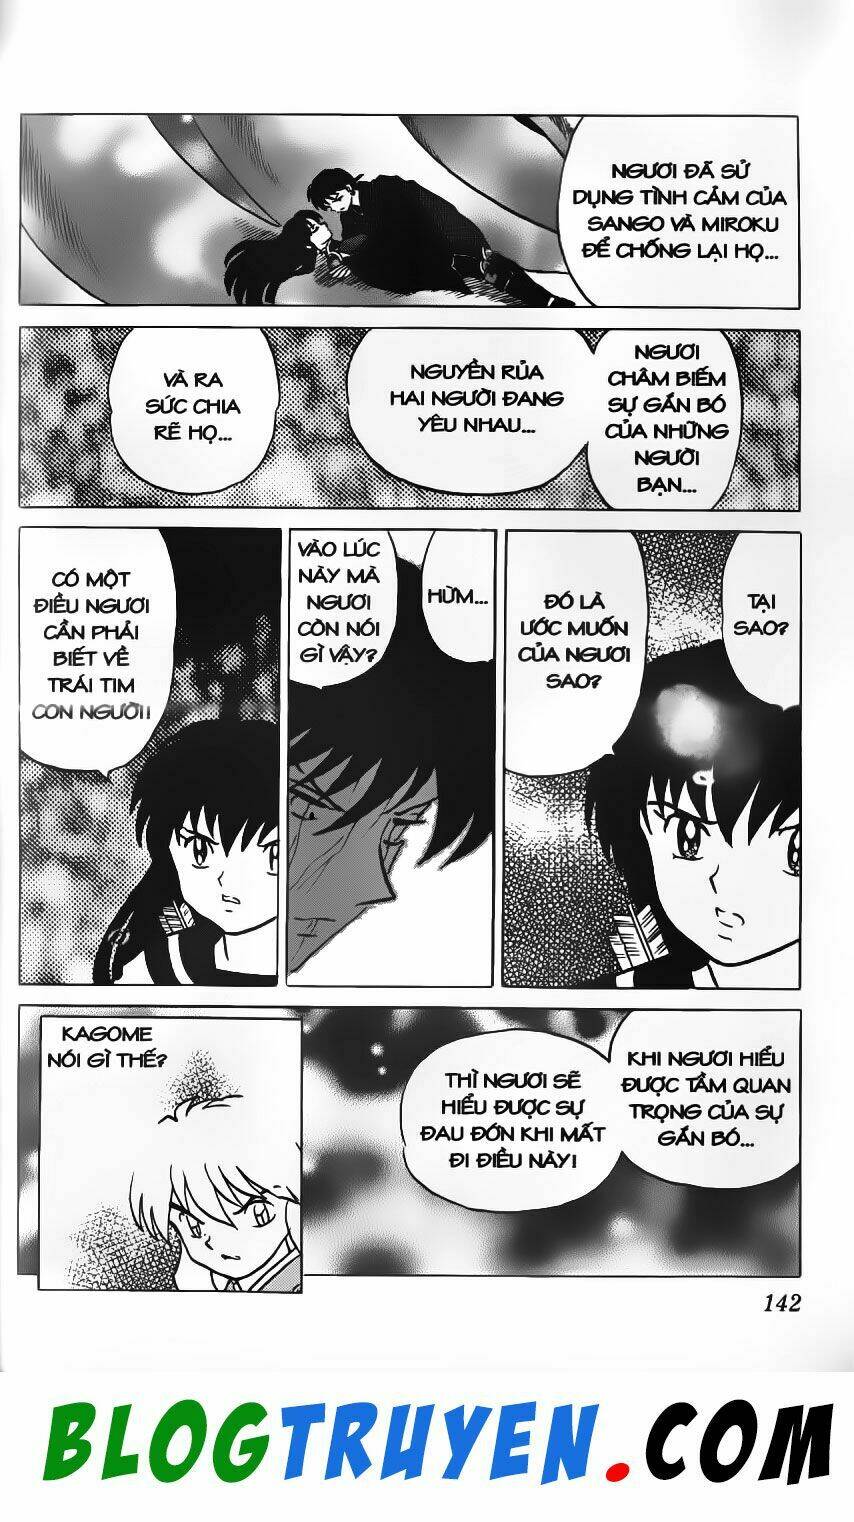 NGƯƠI ĐÃ SỬ
DỤNG TÌNH CẢM CỦA
SANGO VÀ MIROKU
ĐỂ CHỐNG LẠI HỌ...
NGƯƠI
CHÂM BIẾM
SỰ GẮN BÓ
CỦA NHỮNG
NGƯỜI
BẠN...
NGUYỀN RỦA
HAI NGƯỜI ĐANG
YÊU NHAU...
VÀ RA
SỨC CHIA
RẼ HỌ...
TẠI
SAO?
ĐÓ LÀ
ƯỚC MUỐN
CỦA NGƯƠI
SAO?
HỪM...
VÀO LÚC
NÀY MÀ
NGƯƠI
CÒN NÓI
GÌ VẬY?
CÓ MỘT
ĐIỀU NGƯƠI
CẦN PHẢI
BIẾT VỀ
TRÁI TIM
CON NGƯỜI!
KHI NGƯƠI HIỂU
ĐƯỢC TẦM QUAN
TRỌNG CỦA SỰ
GẮN BÓ...
THÌ NGƯƠI SẼ
HIỂU ĐƯỢC SỰ
ĐAU ĐỚN KHI MẤT
ĐI ĐIỀU NÀY!
KAGOME
NÓI GÌ THẾ?
142
BLOGTRUYEN.COM